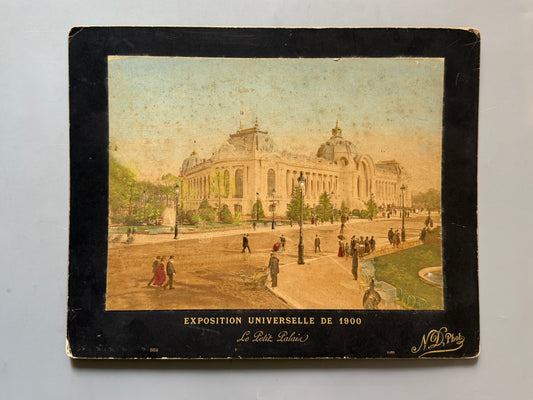 EXPOSITION UNIVERSELLE DE 1900
Le Petit Palais
N.D. Phot.